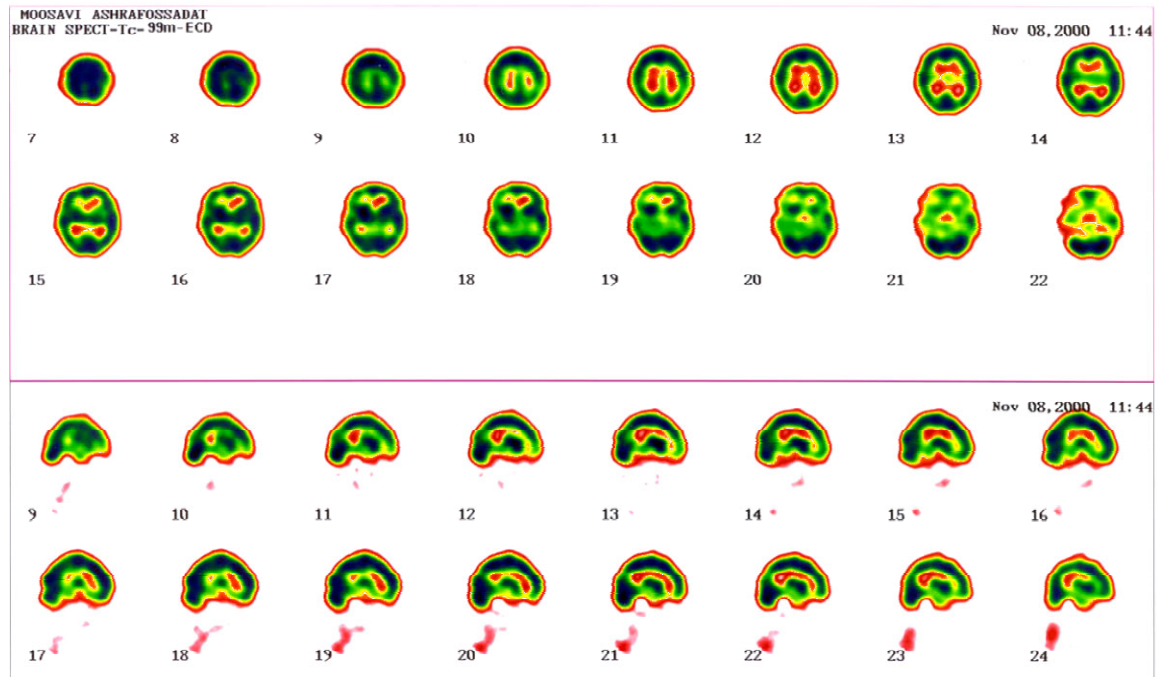 MOOSAVI ASHRAFOSSADAT
BRAIN SPECT-Tc- 99m-ECD
Nov 08,2000 11:44
7 8 9 10 11 12 13 14
15 16 17 18 19 20 21 22
Nov 08,2000 11:44
9 10 11 12 13 14 15 16
17 18 19 20 21 22 23 24